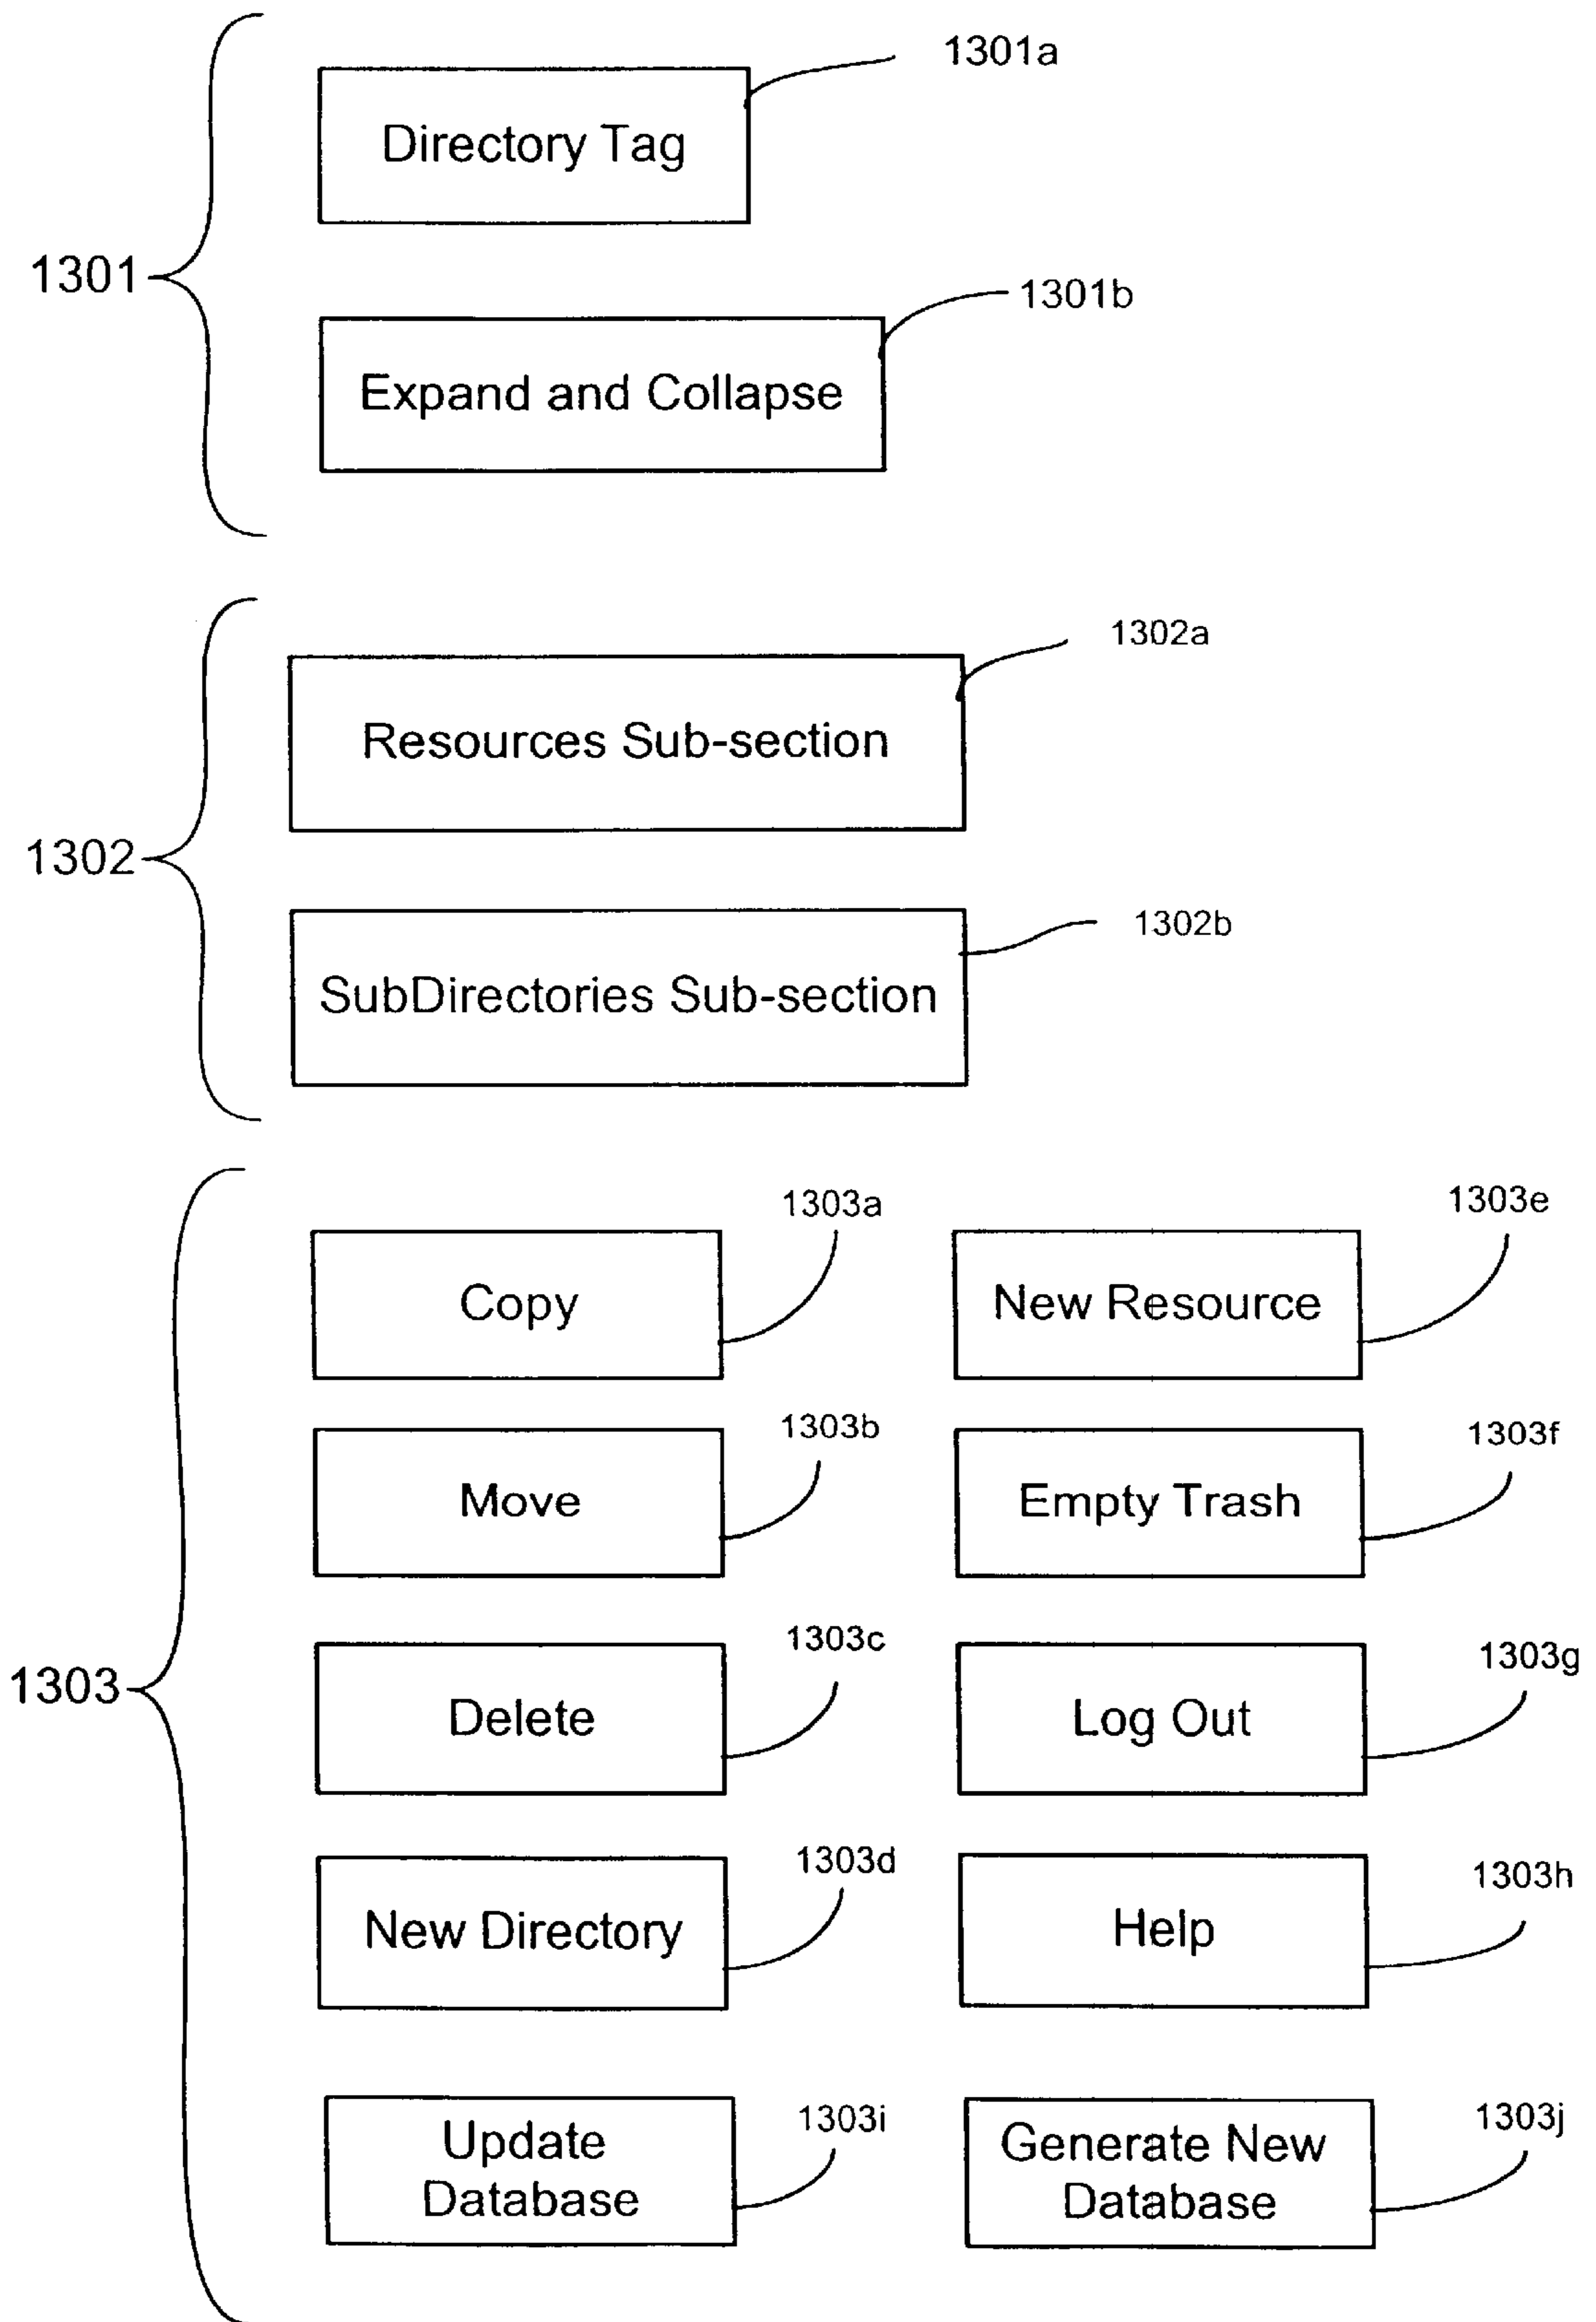 1301
1301a
Directory Tag
1301b
Expand and Collapse
1302
1302a
Resources Sub-section
1302b
SubDirectories Sub-section
1303
1303a
Copy
1303e
New Resource
1303b
Move
1303f
Empty Trash
1303c
Delete
1303g
Log Out
1303d
New Directory
1303h
Help
1303i
Update
Database
1303j
Generate New
Database